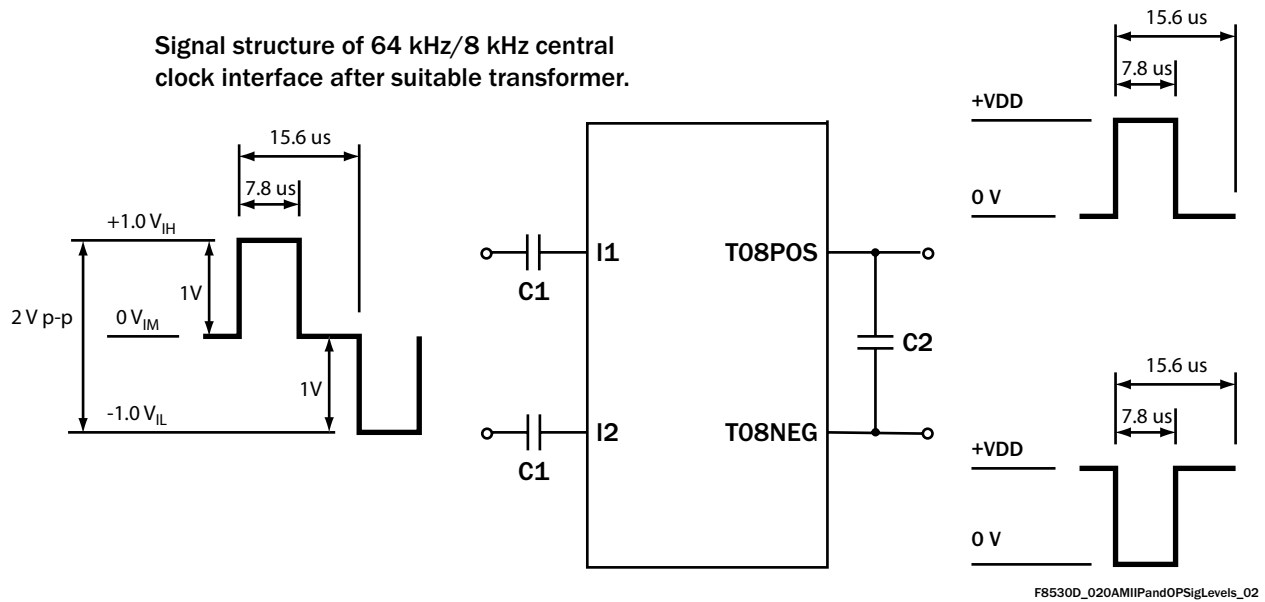 Signal structure of 64 kHz/8 kHz central
clock interface after suitable transformer.
15.6 us
7.8 us
+1.0 VIH
1V
2 V p-p
0 VIM
1V
-1.0 VIL
C1
I1
C1
I2
T08POS
T08NEG
C2
15.6 us
7.8 us
+VDD
0 V
15.6 us
7.8 us
+VDD
0 V
F8530D_020AMIIPandOPSigLevels_02